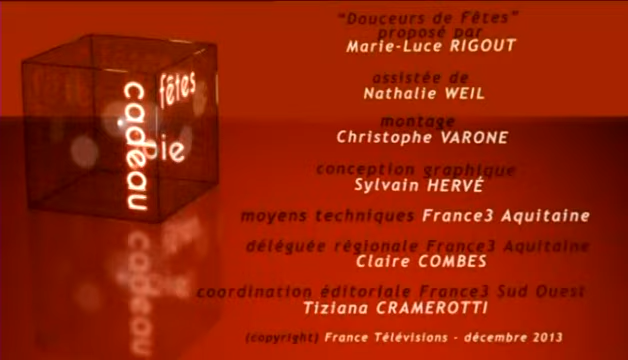 "Douceurs de Fêtes"
proposé par
Marie-Luce RIGOUT
assistée de
Nathalie WEIL
montage
Christophe VARONE
conception graphique
Sylvain HERVÉ
moyens techniques France3 Aquitaine
déléguée régionale France3 Aquitaine
Claire COMBES
coordination éditoriale France3 Sud Ouest
Tiziana CRAMEROTTI
(copyright) France Télévisions - décembre 2013
fêtes
cadeau